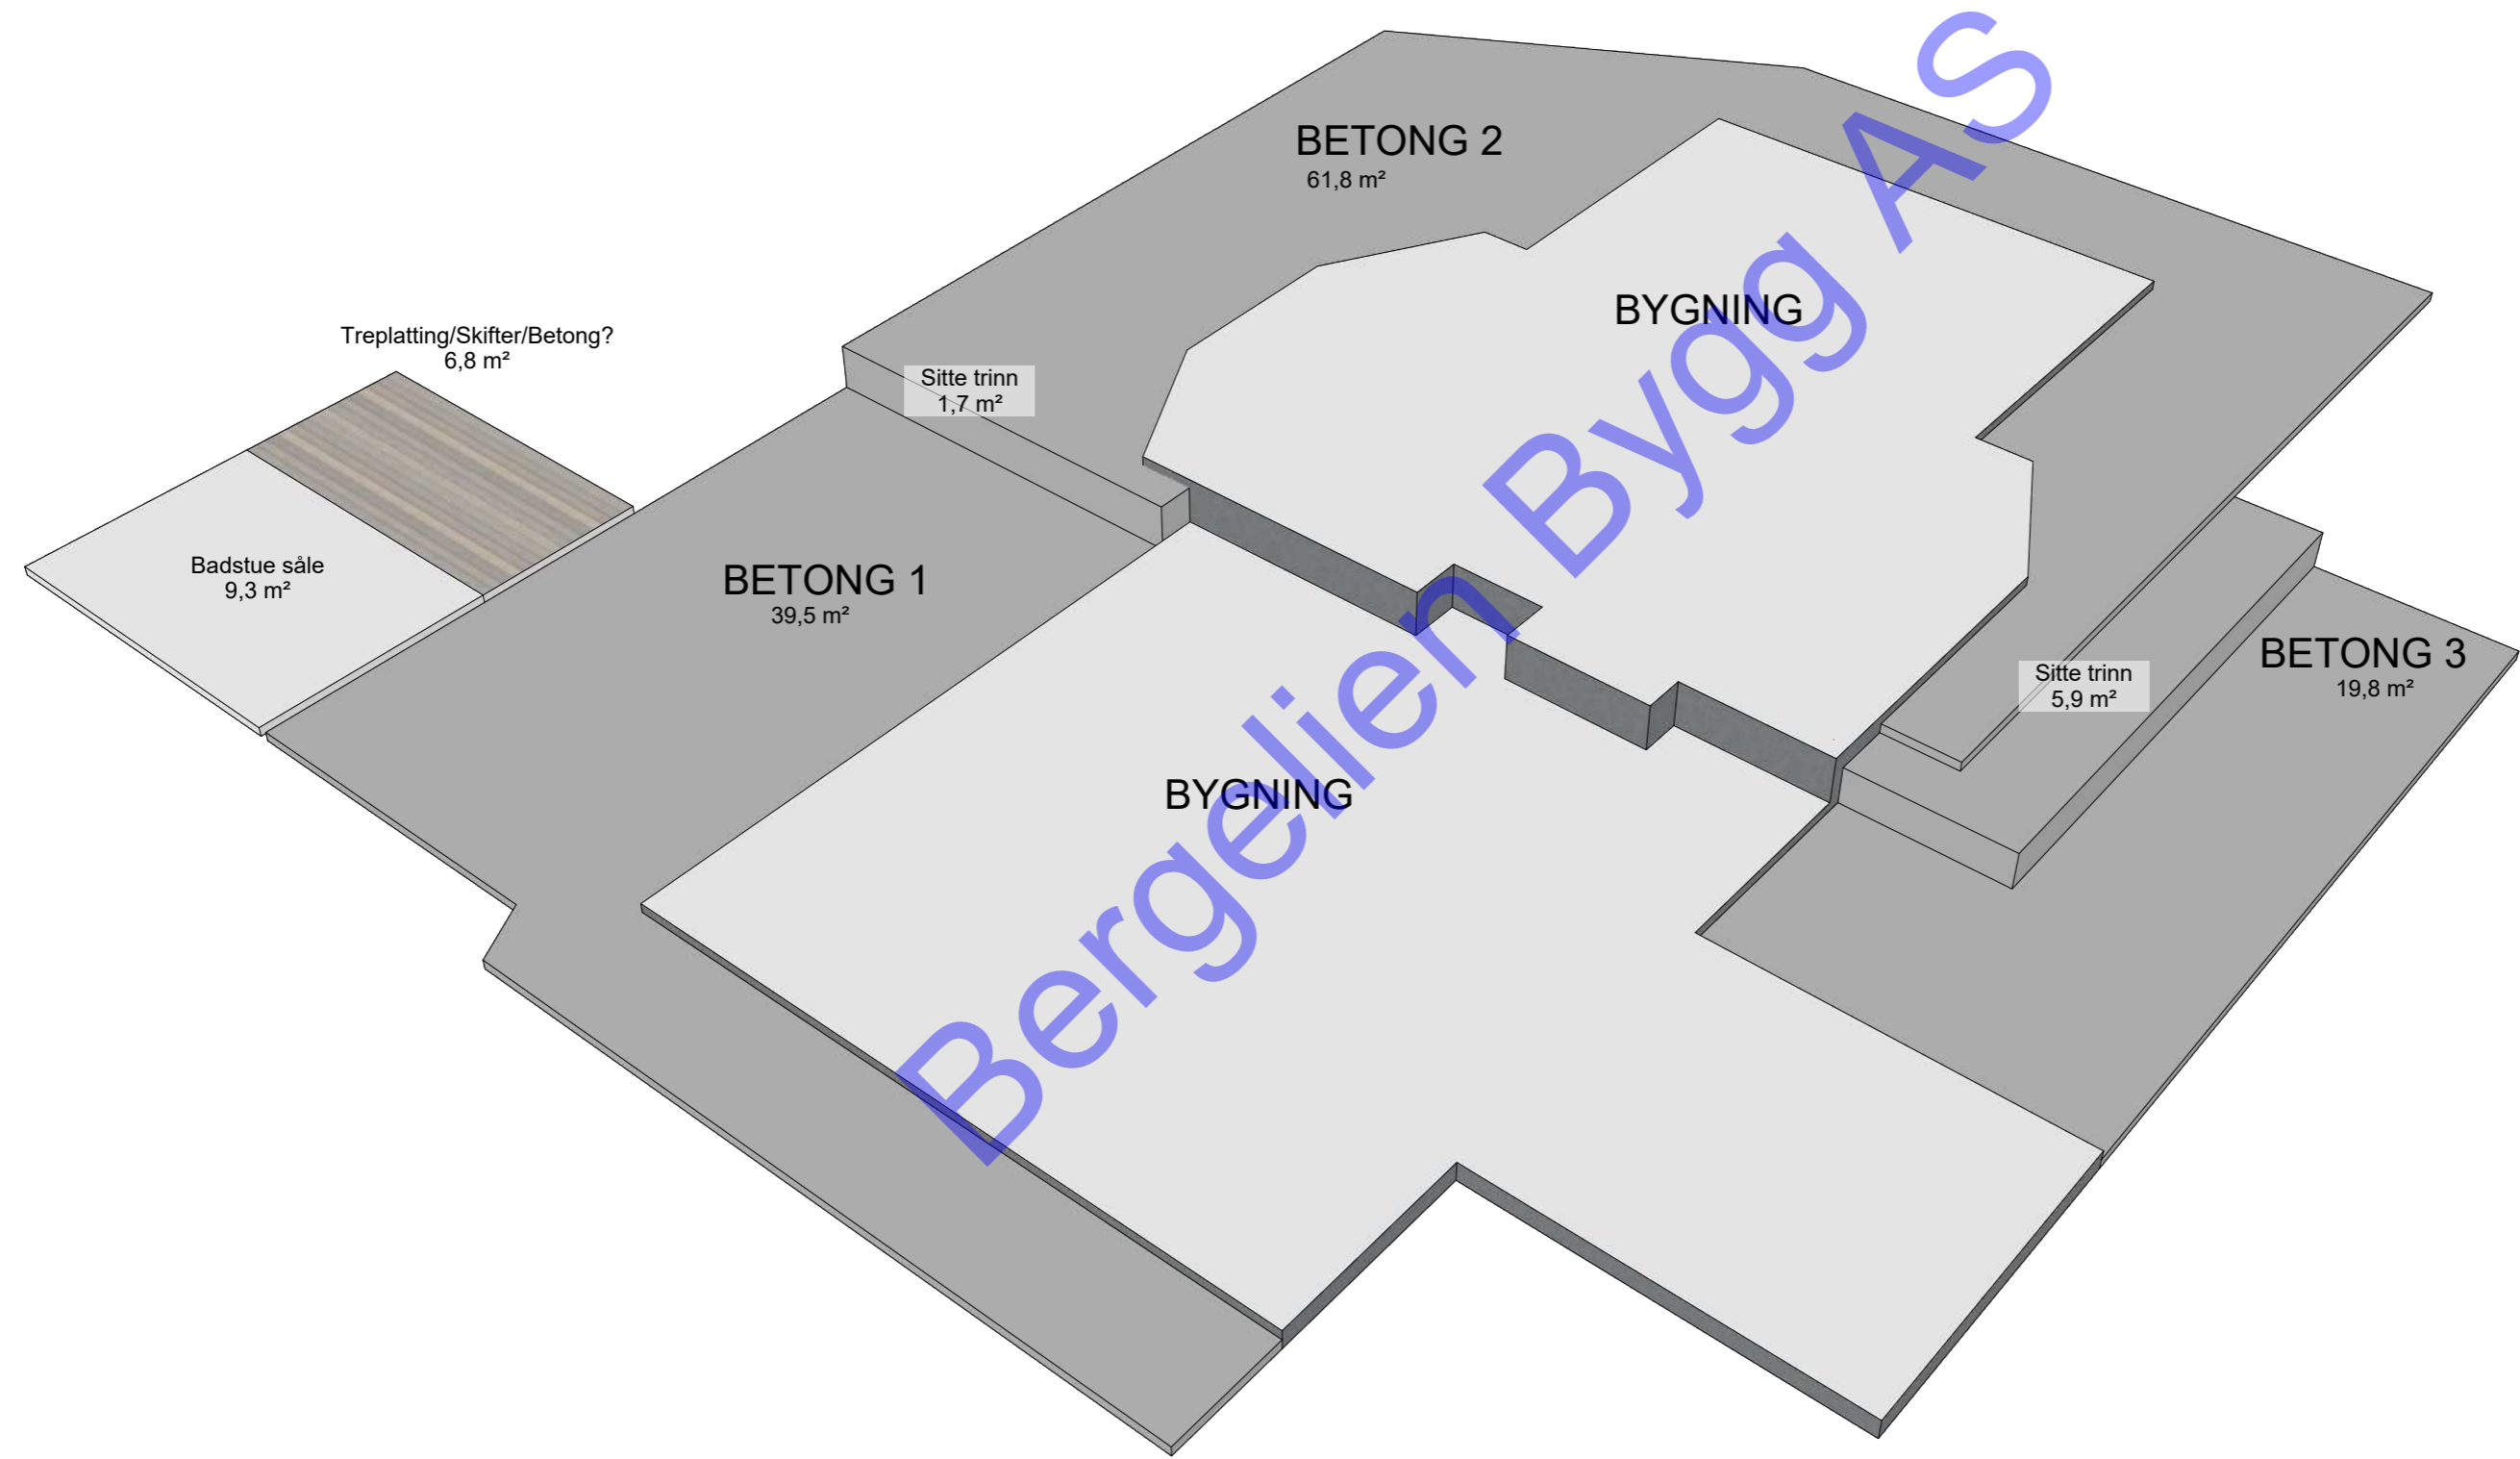 BETONG 2
61,8 m²
BYGNING
Treplatting/Skifter/Betong?
6,8 m²
Sitte trinn
1,7 m²
Badstue såle
9,3 m²
BETONG 1
39,5 m²
BETONG 3
19,8 m²
Sitte trinn
5,9 m²
BYGNING
Bergelien Bygg AS